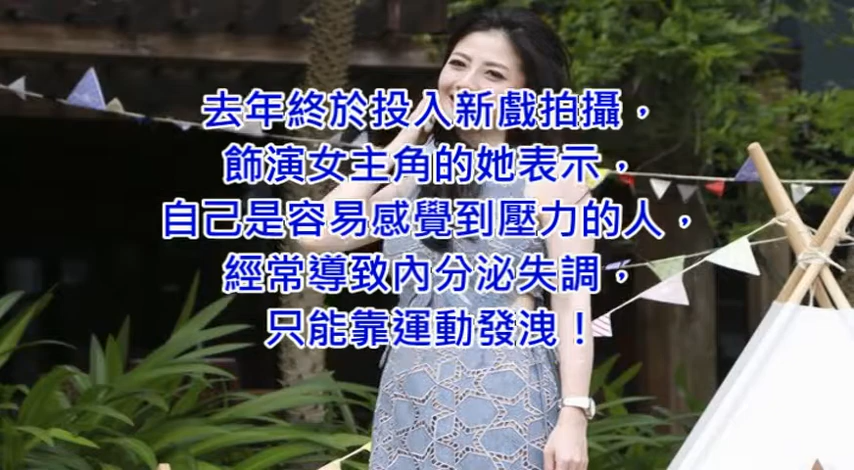 去年終於投入新戲拍攝，
飾演女主角的她表示，
自己是容易感覺到壓力的人，
經常導致內分泌失調，
只能靠運動發洩！